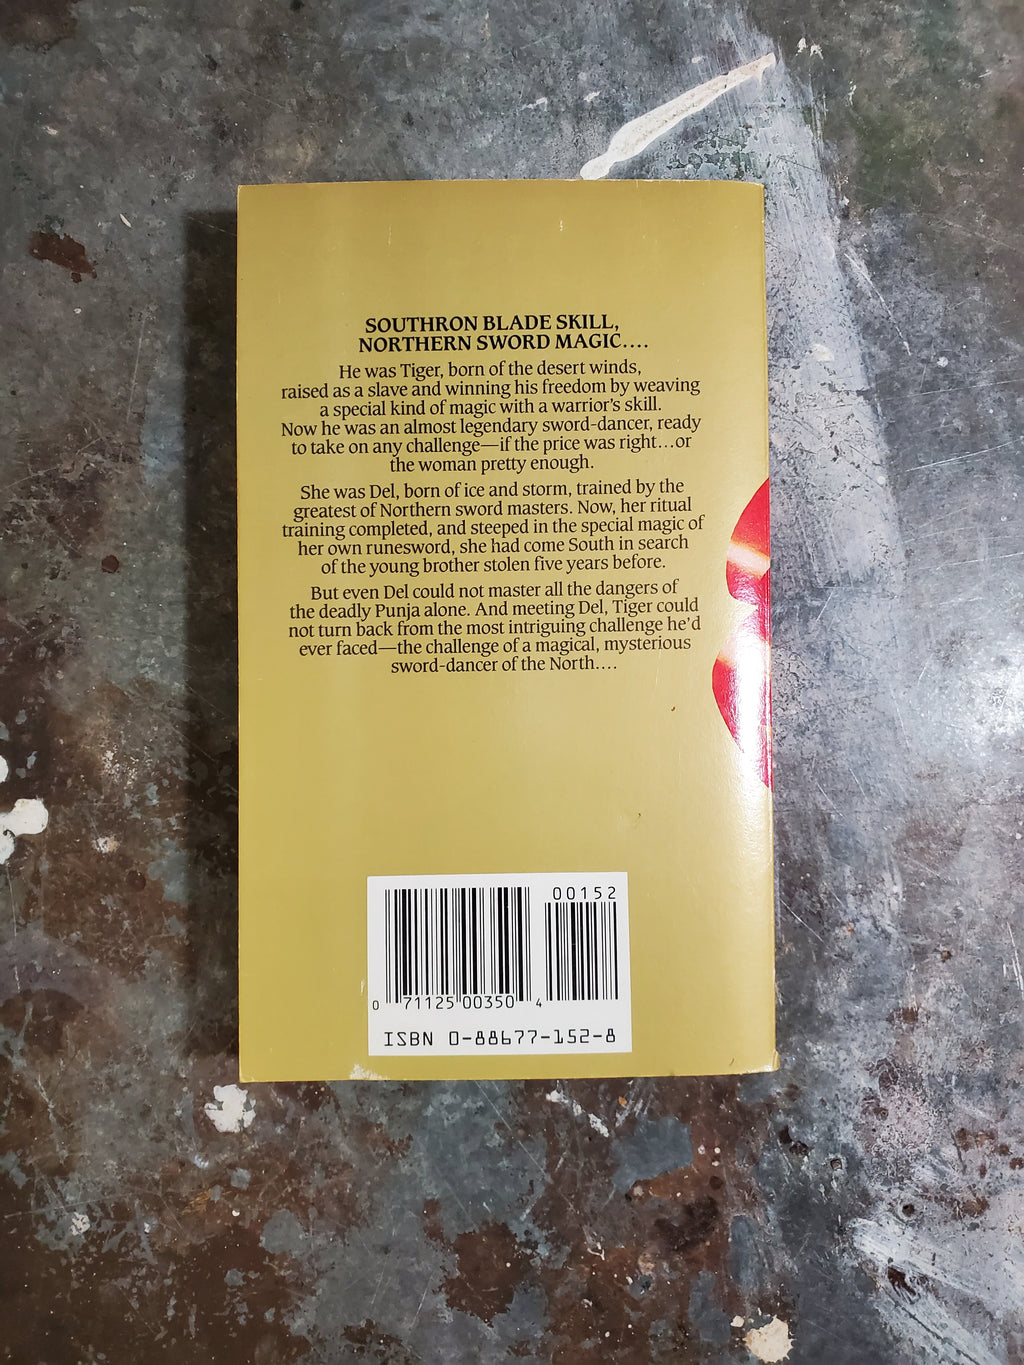 SOUTHRON BLADE SKILL,
NORTHERN SWORD MAGIC....
He was Tiger, born of the desert winds,
raised as a slave and winning his freedom by weaving
a special kind of magic with a warrior's skill.
Now he was an almost legendary sword-dancer, ready
to take on any challenge—if the price was right...or
the woman pretty enough.
She was Del, born of ice and storm, trained by the
greatest of Northern sword masters. Now, her ritual
training completed, and steeped in the special magic of
her own runesword, she had come South in search
of the young brother stolen five years before.
But even Del could not master all the dangers of
the deadly Punja alone. And meeting Del, Tiger could
not turn back from the most intriguing challenge he'd
ever faced—the challenge of a magical, mysterious
sword-dancer of the North....
00152
0 71125 00350 4
ISBN 0-88677-152-8